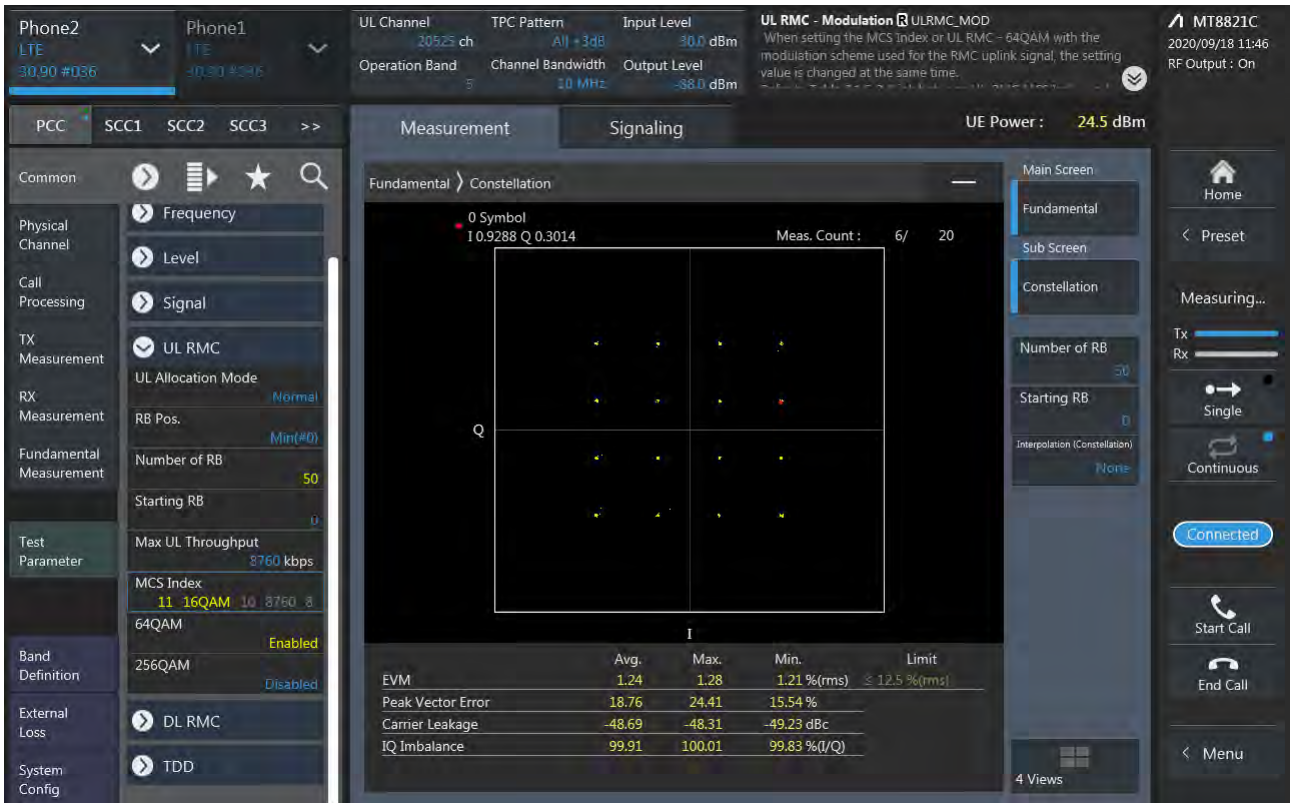 Phone2
LTE
30.90 #036
Phone1
LTE
UL Channel
20525 ch
TPC Pattern
All +3dB
Input Level
30.0 dBm
Operation Band
5
Channel Bandwidth
10 MHz
Output Level
-88.0 dBm
UL RMC - Modulation R ULRMC_MOD
When setting the MCS Index or UL RMC – 64QAM with the
modulation scheme used for the RMC uplink signal, the setting
value is changed at the same time.
MT8821C
2020/09/18 11:46
RF Output : On
PCC SCC1 SCC2 SCC3 >>
Measurement
Signaling
UE Power : 24.5 dBm
Common
Physical
Channel
Call
Processing
TX
Measurement
RX
Measurement
Fundamental
Measurement
Test
Parameter
Band
Definition
External
Loss
System
Config
Frequency
Level
Signal
UL RMC
UL Allocation Mode
Normal
RB Pos.
Min(#0)
Number of RB
50
Starting RB
0
Max UL Throughput
8760 kbps
MCS Index
11 16QAM 10 8760 8
64QAM
Enabled
256QAM
Disabled
DL RMC
TDD
Fundamental Constellation
0 Symbol
I 0.9288 Q 0.3014
Meas. Count : 6/ 20
Q
I
Avg. Max. Min. Limit
EVM 1.24 1.28 1.21 %(rms) ≤ 12.5 %(rms)
Peak Vector Error 18.76 24.41 15.54 %
Carrier Leakage -48.69 -48.31 -49.23 dBc
IQ Imbalance 99.91 100.01 99.83 %(I/Q)
Main Screen
Fundamental
Sub Screen
Constellation
Number of RB
50
Starting RB
0
Interpolation (Constellation)
None
4 Views
Home
< Preset
Measuring...
Tx
Rx
Single
Continuous
Connected
Start Call
End Call
< Menu